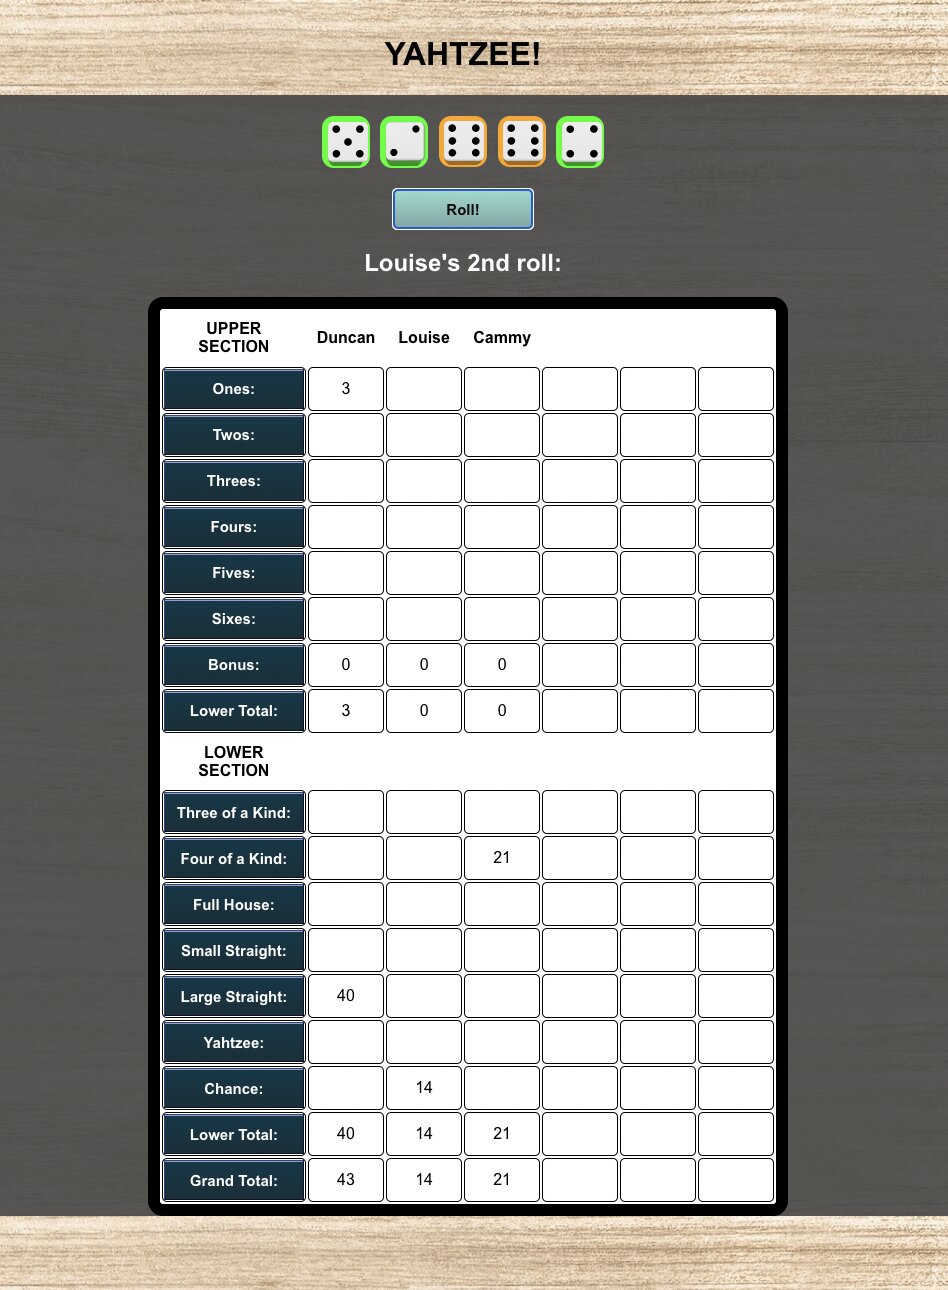 YAHTZEE!
Roll!
Louise's 2nd roll:
UPPER
SECTION
Duncan Louise Cammy
Ones: 3
Twos:
Threes:
Fours:
Fives:
Sixes:
Bonus: 0 0 0
Lower Total: 3 0 0
LOWER
SECTION
Three of a Kind:
Four of a Kind: 21
Full House:
Small Straight:
Large Straight: 40
Yahtzee:
Chance: 14
Lower Total: 40 14 21
Grand Total: 43 14 21